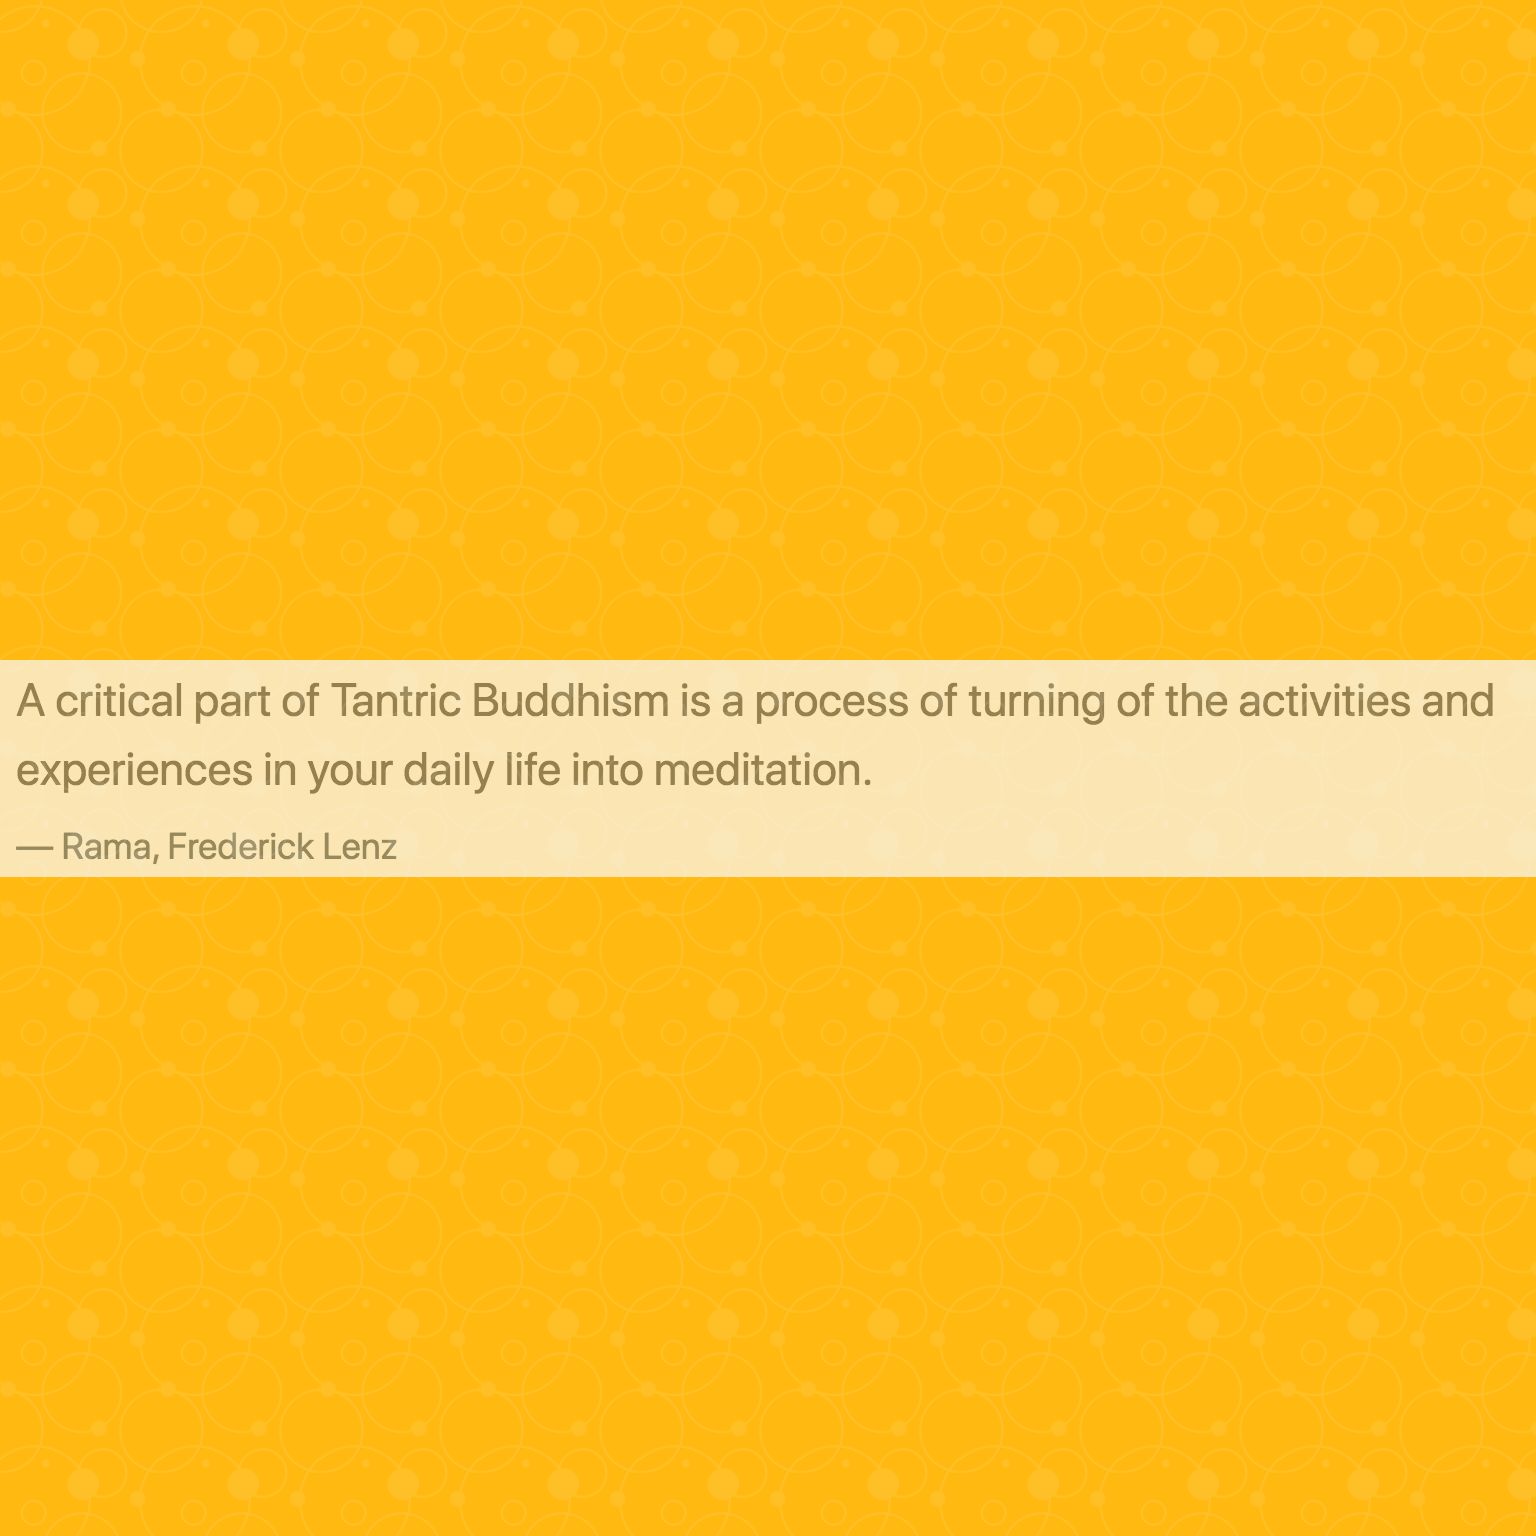 A critical part of Tantric Buddhism is a process of turning of the activities and
experiences in your daily life into meditation.
— Rama, Frederick Lenz